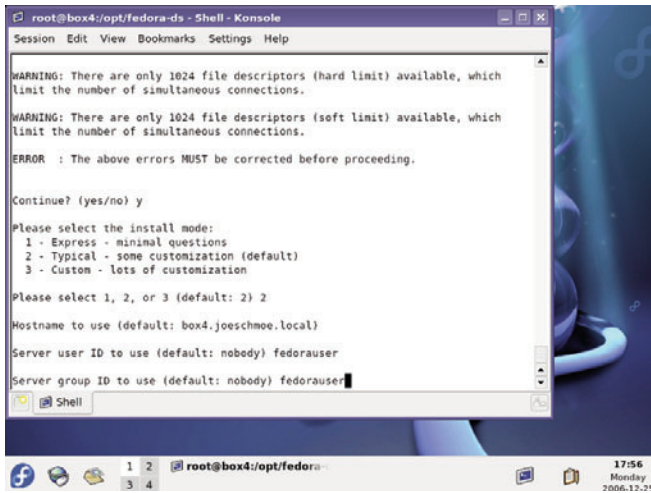 root@box4:/opt/fedora-ds - Shell - Konsole
Session Edit View Bookmarks Settings Help
WARNING: There are only 1024 file descriptors (hard limit) available, which
limit the number of simultaneous connections.
WARNING: There are only 1024 file descriptors (soft limit) available, which
limit the number of simultaneous connections.
ERROR : The above errors MUST be corrected before proceeding.
Continue? (yes/no) y
Please select the install mode:
1 - Express - minimal questions
2 - Typical - some customization (default)
3 - Custom - lots of customization
Please select 1, 2, or 3 (default: 2) 2
Hostname to use (default: box4.joeschmoe.local)
Server user ID to use (default: nobody) fedorauser
Server group ID to use (default: nobody) fedorauser
Shell
1 2
3 4
root@box4:/opt/fedora-
17:56
Monday
2006-12-25